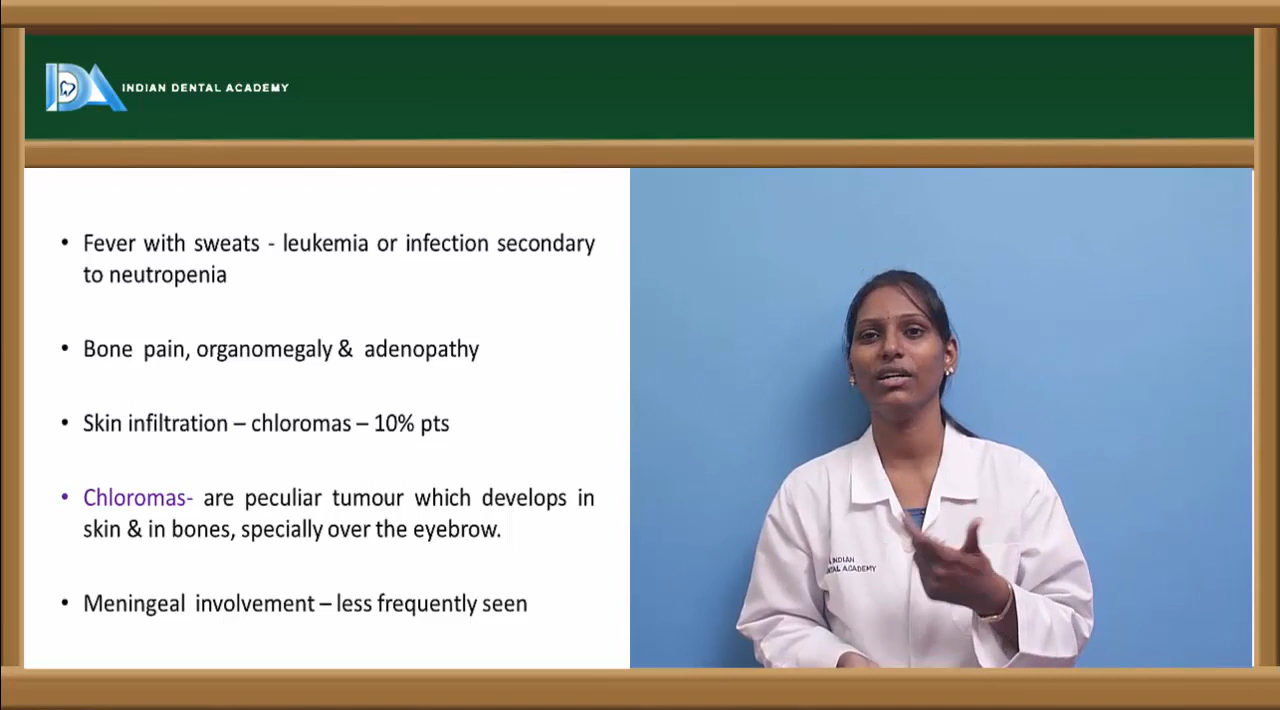 INDIAN DENTAL ACADEMY
• Fever with sweats - leukemia or infection secondary
to neutropenia
• Bone pain, organomegaly & adenopathy
• Skin infiltration – chloromas – 10% pts
• Chloromas- are peculiar tumour which develops in
skin & in bones, specially over the eyebrow.
• Meningeal involvement – less frequently seen
INDIAN
ACADEMY